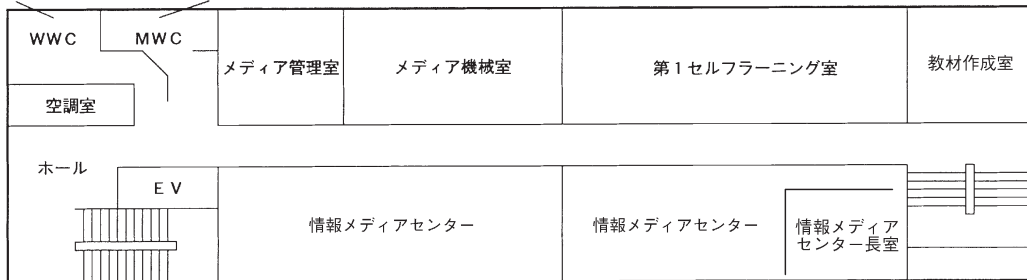 WWC
MWC
メディア管理室
メディア機械室
第1セルフラーニング室
教材作成室
空調室
ホール
EV
情報メディアセンター
情報メディアセンター
情報メディア
センター長室